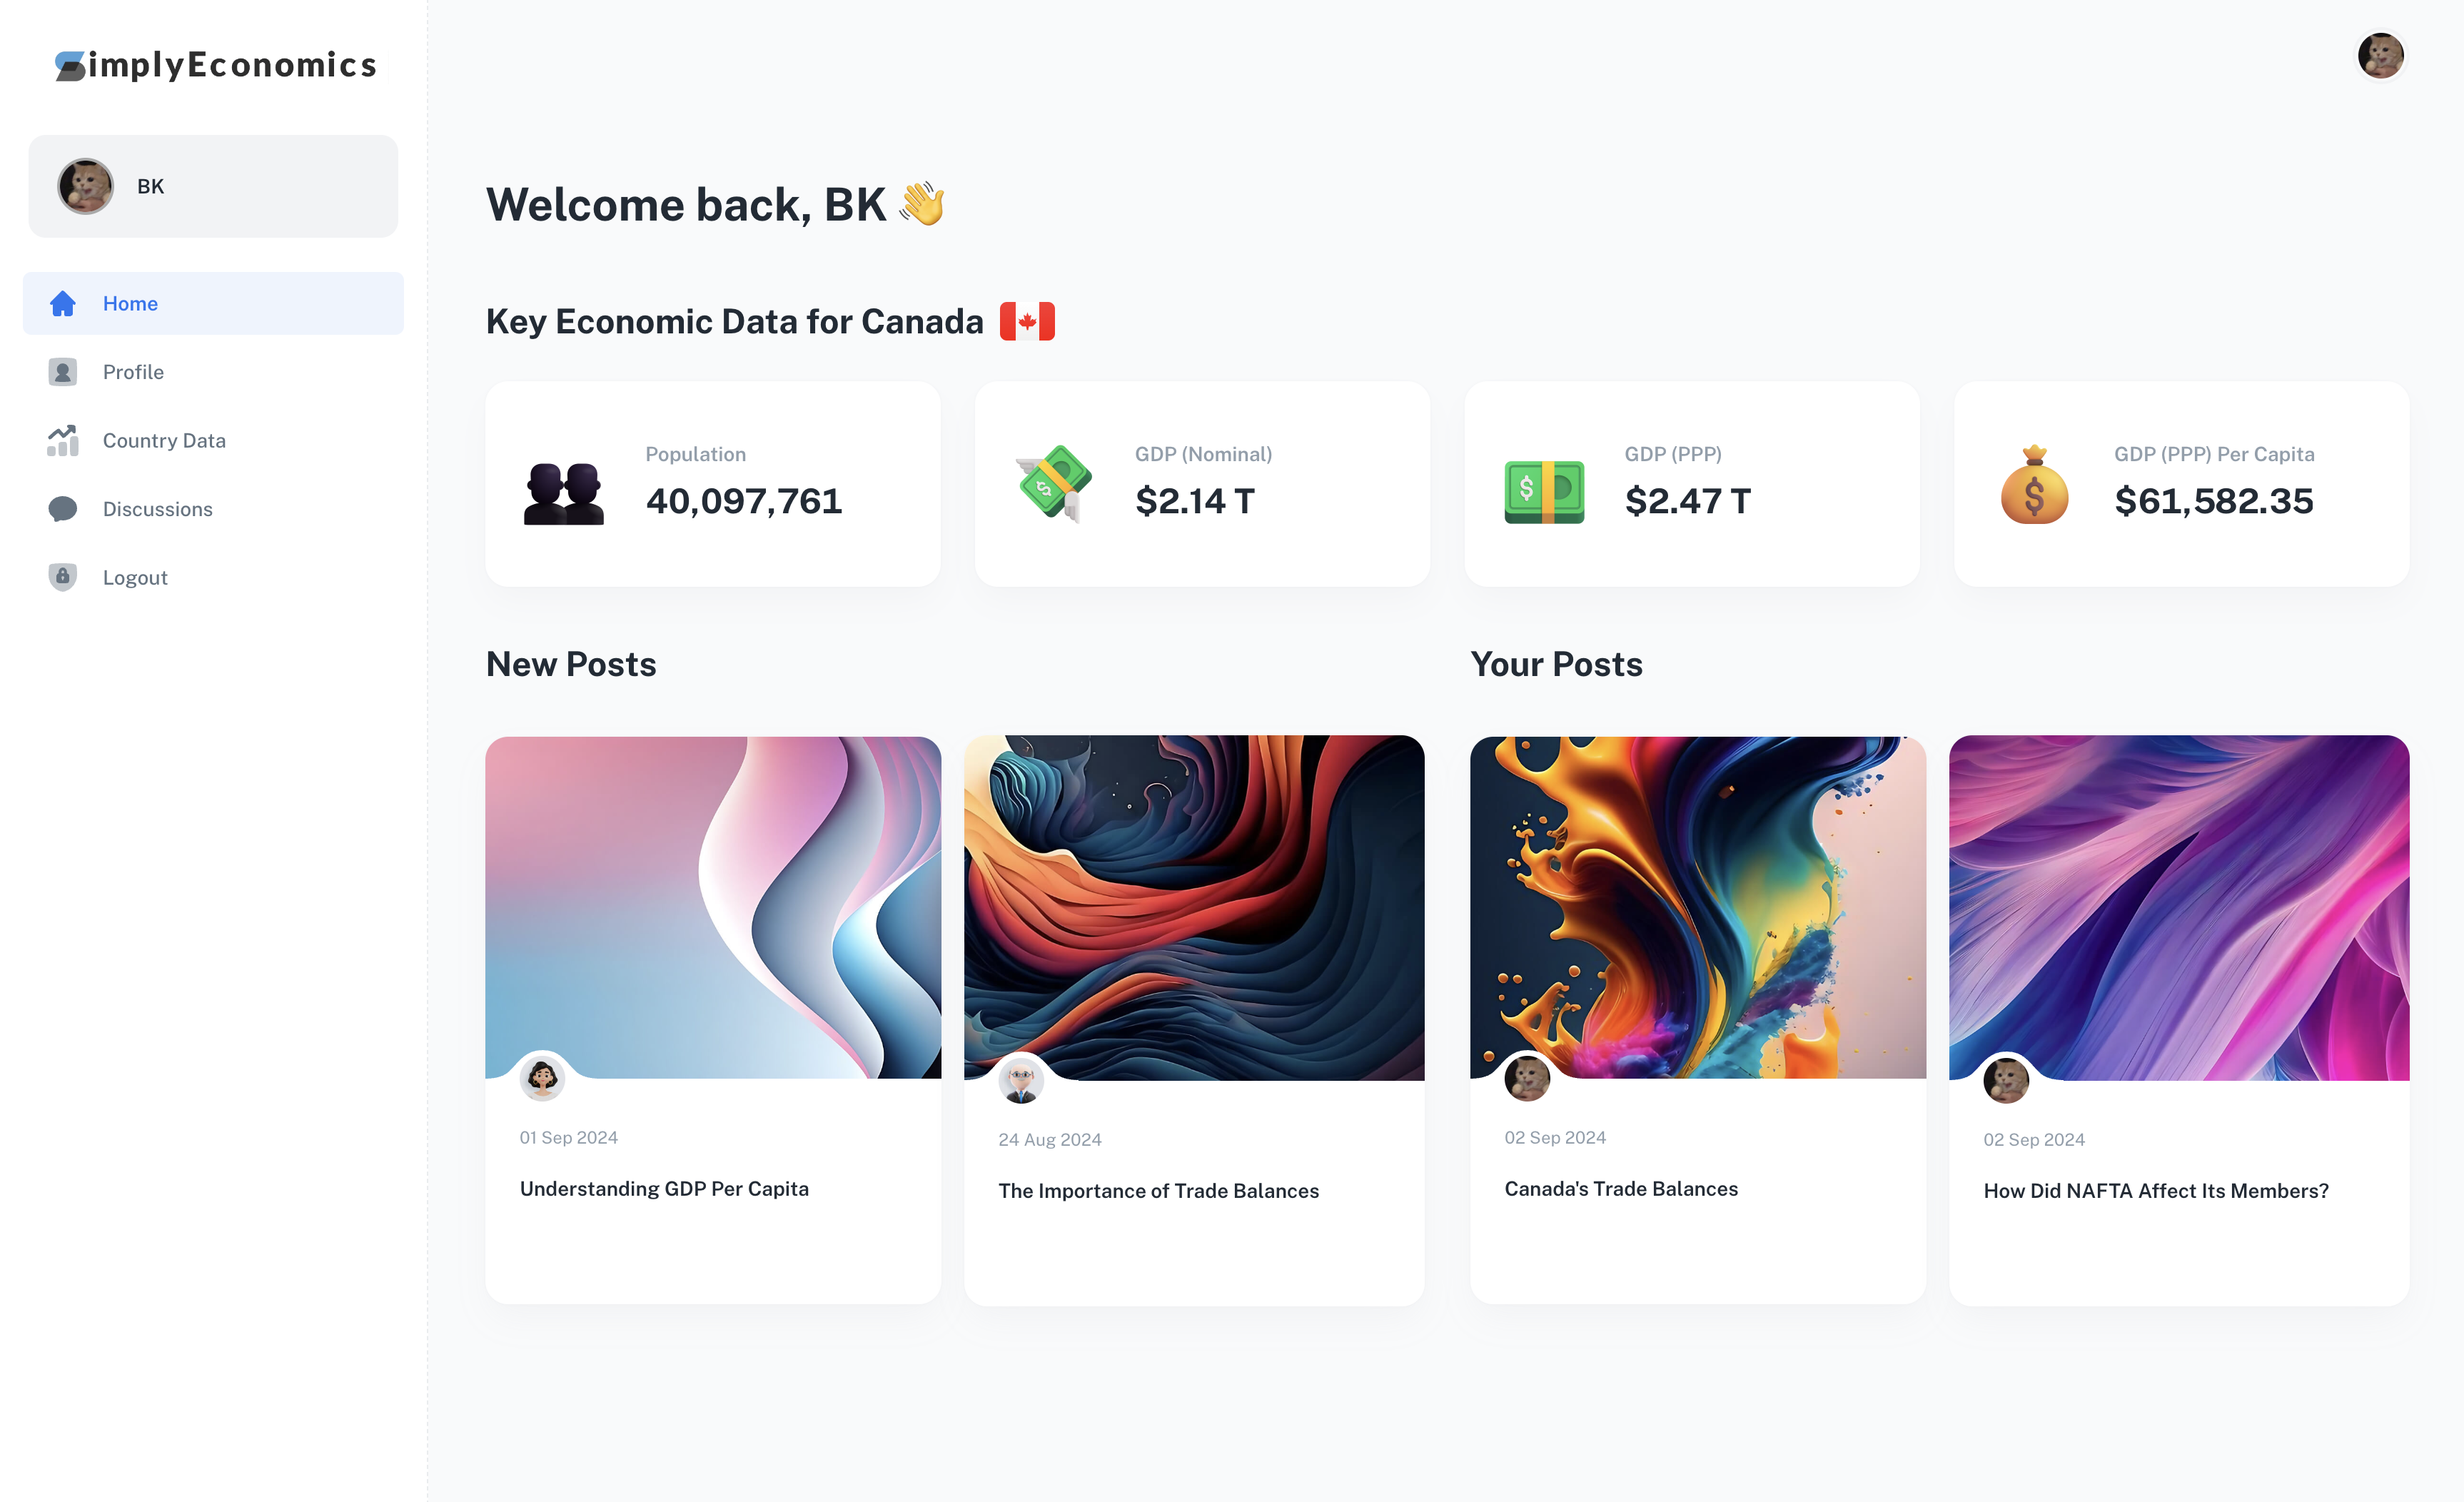 SimplyEconomics
BK
Home
Profile
Country Data
Discussions
Logout
Welcome back, BK 👋
Key Economic Data for Canada
Population
40,097,761
GDP (Nominal)
$2.14 T
GDP (PPP)
$2.47 T
GDP (PPP) Per Capita
$61,582.35
New Posts
01 Sep 2024
Understanding GDP Per Capita
24 Aug 2024
The Importance of Trade Balances
Your Posts
02 Sep 2024
Canada's Trade Balances
02 Sep 2024
How Did NAFTA Affect Its Members?